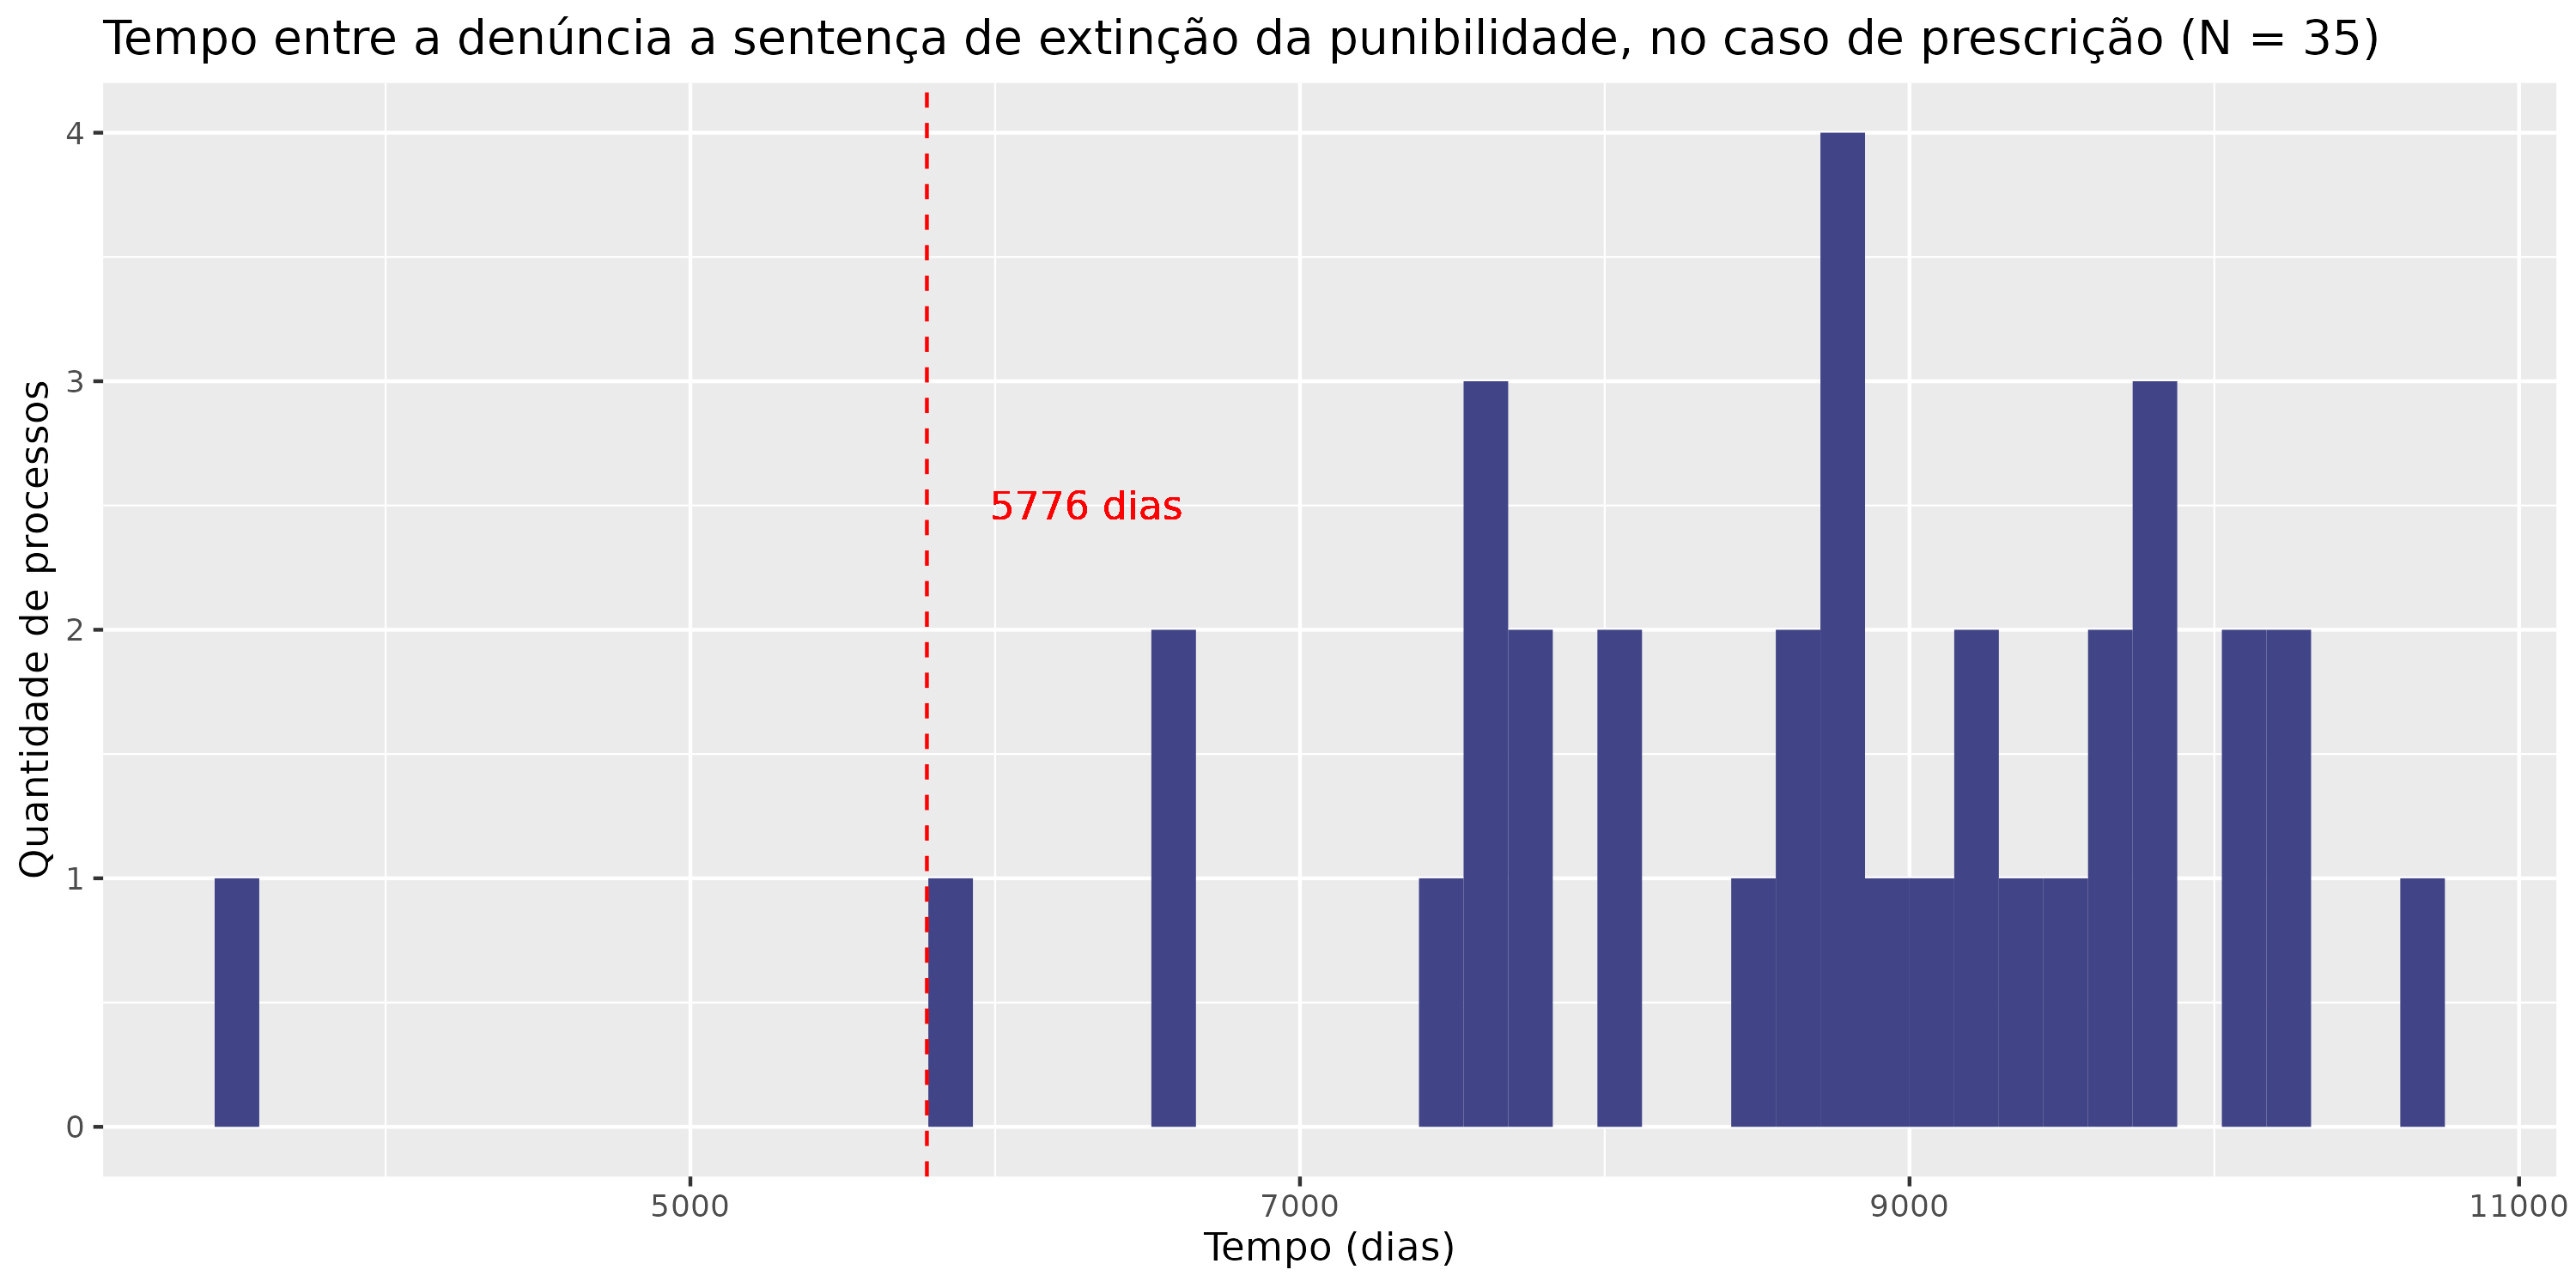 Tempo entre a denúncia a sentença de extinção da punibilidade, no caso de prescrição (N = 35)
Quantidade de processos
4
3
2
1
0
5776 dias
5000
7000
9000
11000
Tempo (dias)